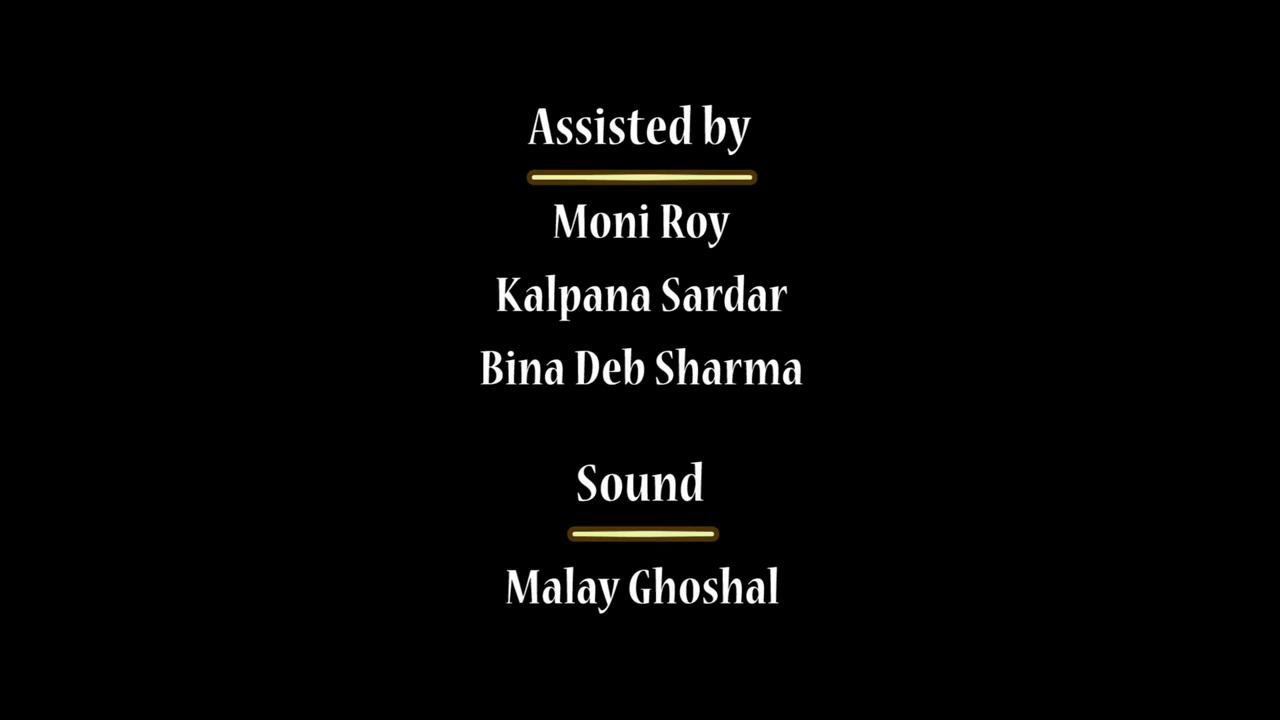 Assisted by
Moni Roy
Kalpana Sardar
Bina Deb Sharma
Sound
Malay Ghoshal